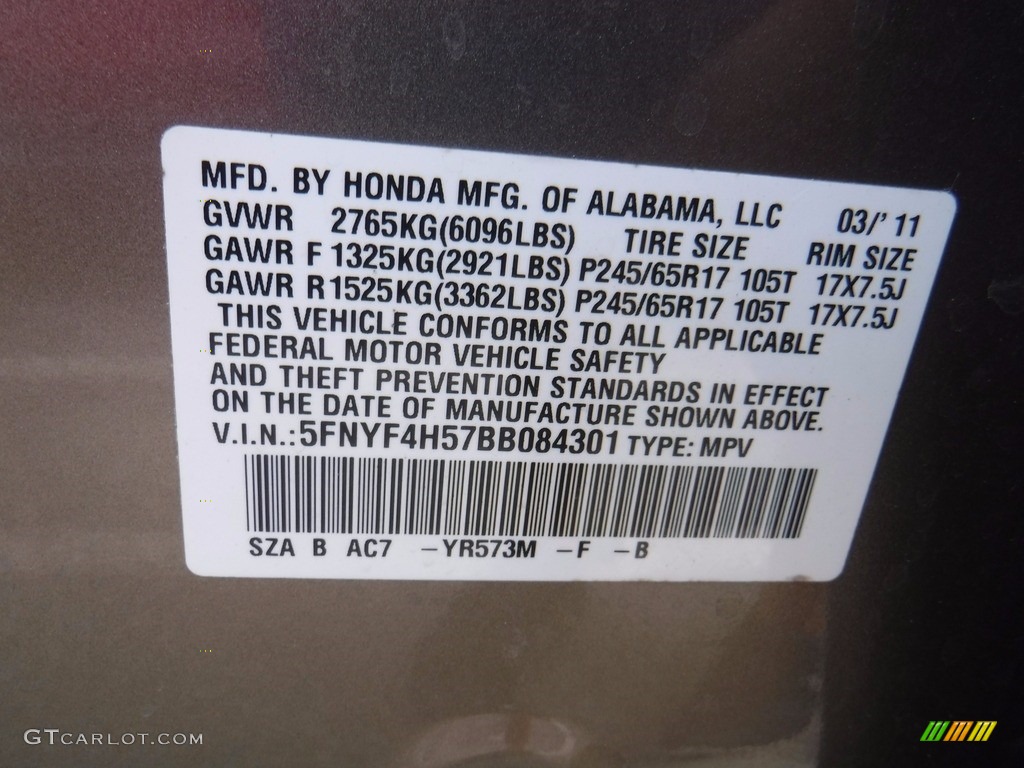 MFD. BY HONDA MFG. OF ALABAMA, LLC 03/' 11
GVWR 2765KG(6096LBS) TIRE SIZE RIM SIZE
GAWR F 1325KG(2921LBS) P245/65R17 105T 17X7.5J
GAWR R 1525KG(3362LBS) P245/65R17 105T 17X7.5J
THIS VEHICLE CONFORMS TO ALL APPLICABLE
FEDERAL MOTOR VEHICLE SAFETY
AND THEFT PREVENTION STANDARDS IN EFFECT
ON THE DATE OF MANUFACTURE SHOWN ABOVE.
V.I.N.:5FNYF4H57BB084301 TYPE: MPV
SZA B AC7 -YR573M -F -B
GTCARLOT.COM